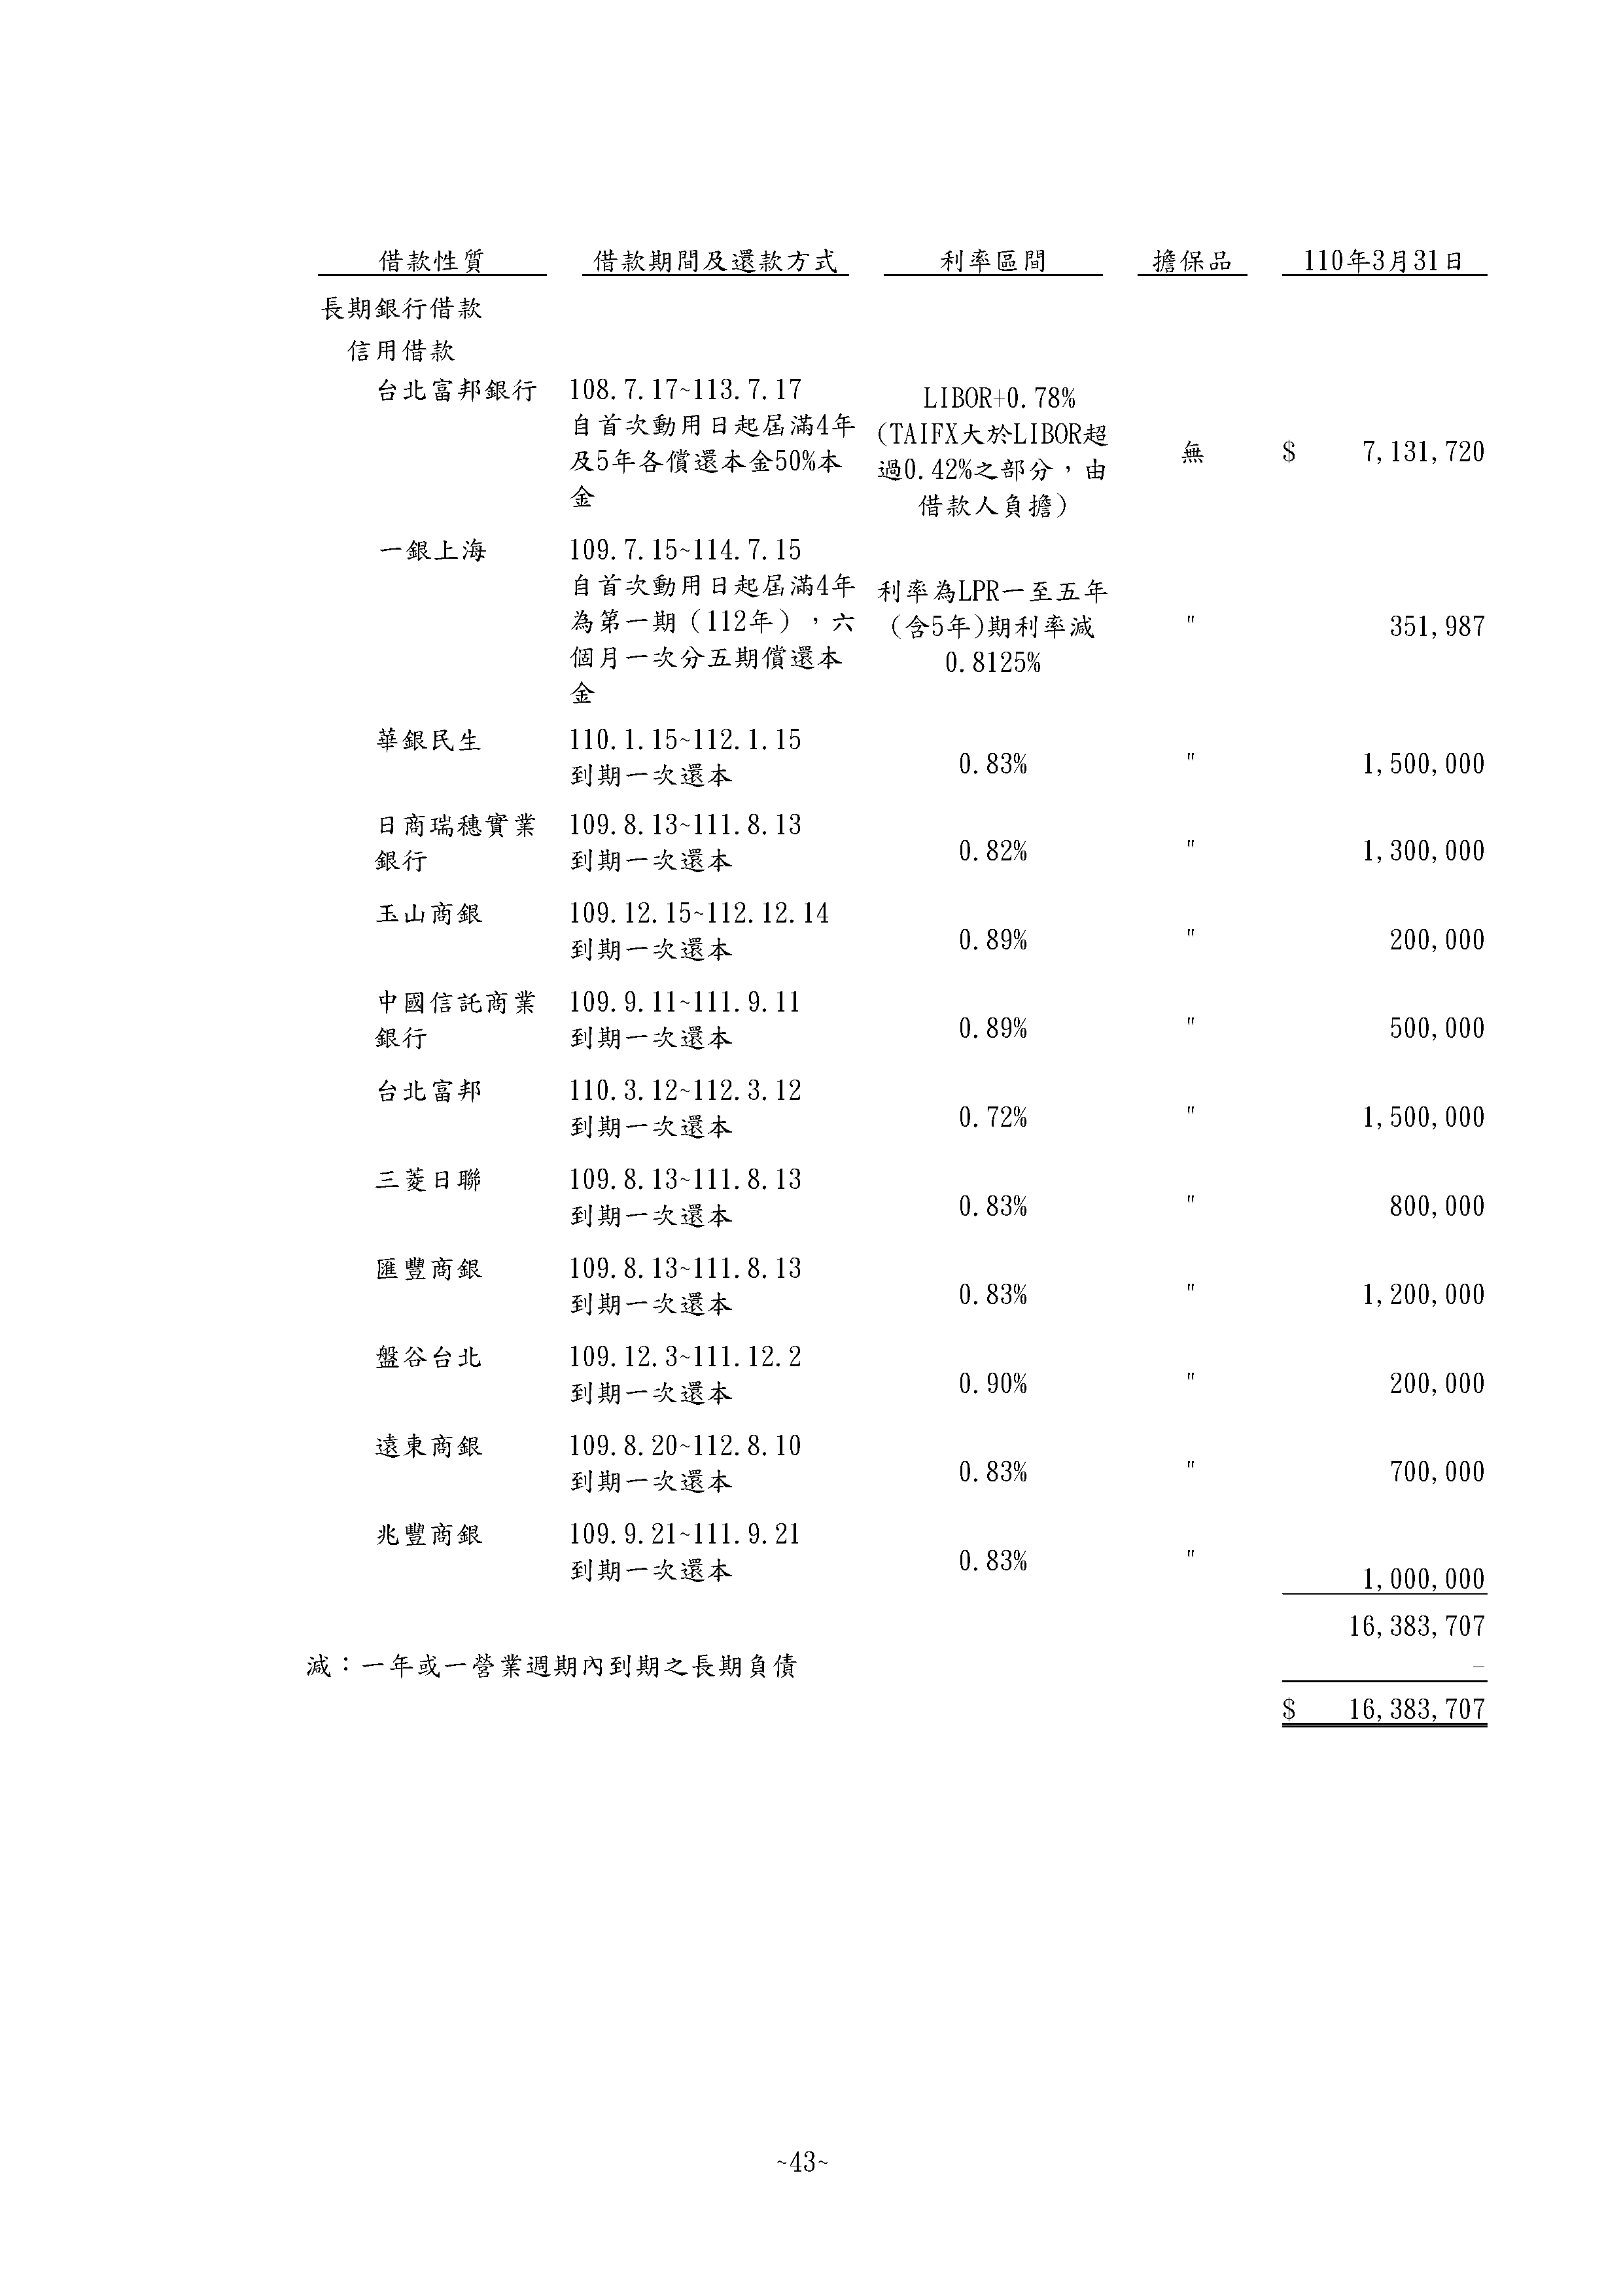 借款性質 借款期間及還款方式 利率區間 擔保品 110年3月31日
長期銀行借款
信用借款
台北富邦銀行 108.7.17~113.7.17
自首次動用日起屆滿4年
及5年各償還本金50%本
金
LIBOR+0.78%
(TAIFX大於LIBOR超
過0.42%之部分，由
借款人負擔)
無 $ 7,131,720
一銀上海 109.7.15~114.7.15
自首次動用日起屆滿4年
為第一期（112年），六
個月一次分五期償還本
金
利率為LPR一至五年
(含5年)期利率減
0.8125%
" 351,987
華銀民生 110.1.15~112.1.15
到期一次還本
0.83% " 1,500,000
日商瑞穗實業 109.8.13~111.8.13
銀行 到期一次還本
0.82% " 1,300,000
玉山商銀 109.12.15~112.12.14
到期一次還本
0.89% " 200,000
中國信託商業 109.9.11~111.9.11
銀行 到期一次還本
0.89% " 500,000
台北富邦 110.3.12~112.3.12
到期一次還本
0.72% " 1,500,000
三菱日聯 109.8.13~111.8.13
到期一次還本
0.83% " 800,000
匯豐商銀 109.8.13~111.8.13
到期一次還本
0.83% " 1,200,000
盤谷台北 109.12.3~111.12.2
到期一次還本
0.90% " 200,000
遠東商銀 109.8.20~112.8.10
到期一次還本
0.83% " 700,000
兆豐商銀 109.9.21~111.9.21
到期一次還本
0.83% "
1,000,000
16,383,707
減：一年或一營業週期內到期之長期負債 –
$ 16,383,707
~43~